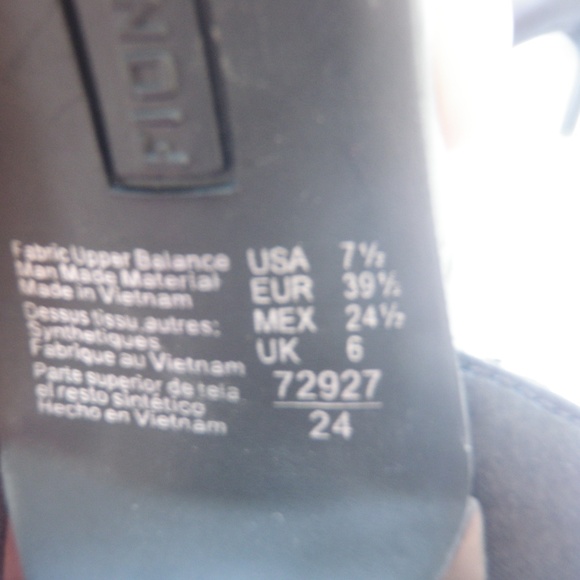 FION
Fabric Upper Balance
Man Made Material
Made in Vietnam
Dessus tissu, autres:
Synthetiques
Fabrique au Vietnam
Parte superior de tela
el resto sintético
Hecho en Vietnam
USA 7½
EUR 39½
MEX 24½
UK 6
72927
24